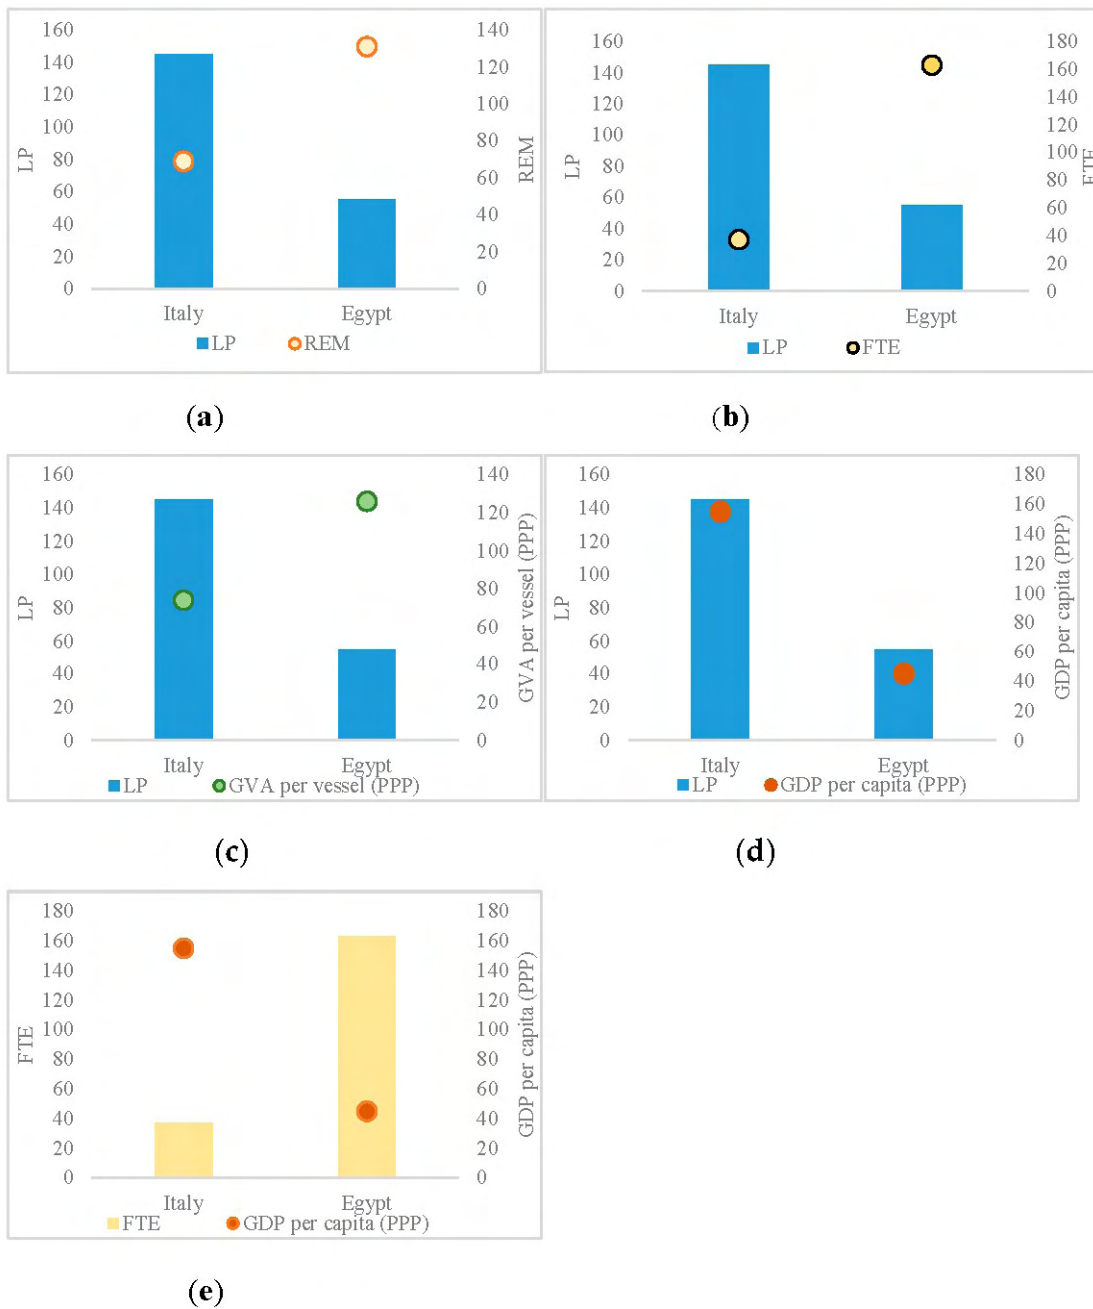 160 140
140 120
120 100
100 80
80 60
60 40
40 20
20 0
0
LP
REM
Italy Egypt
LP REM
(a)
160 180
140 160
120 140
100 120
80 100
60 80
40 60
20 40
0 20
0
LP
FTE
Italy Egypt
LP FTE
(b)
160 140
140 120
120 100
100 80
80 60
60 40
40 20
20 0
0
LP
GVA per vessel (PPP)
Italy Egypt
LP GVA per vessel (PPP)
(c)
160 180
140 160
120 140
100 120
80 100
60 80
40 60
20 40
0 20
0
LP
GDP per capita (PPP)
Italy Egypt
LP GDP per capita (PPP)
(d)
180 180
160 160
140 140
120 120
100 100
80 80
60 60
40 40
20 20
0 0
FTE
GDP per capita (PPP)
Italy Egypt
FTE GDP per capita (PPP)
(e)